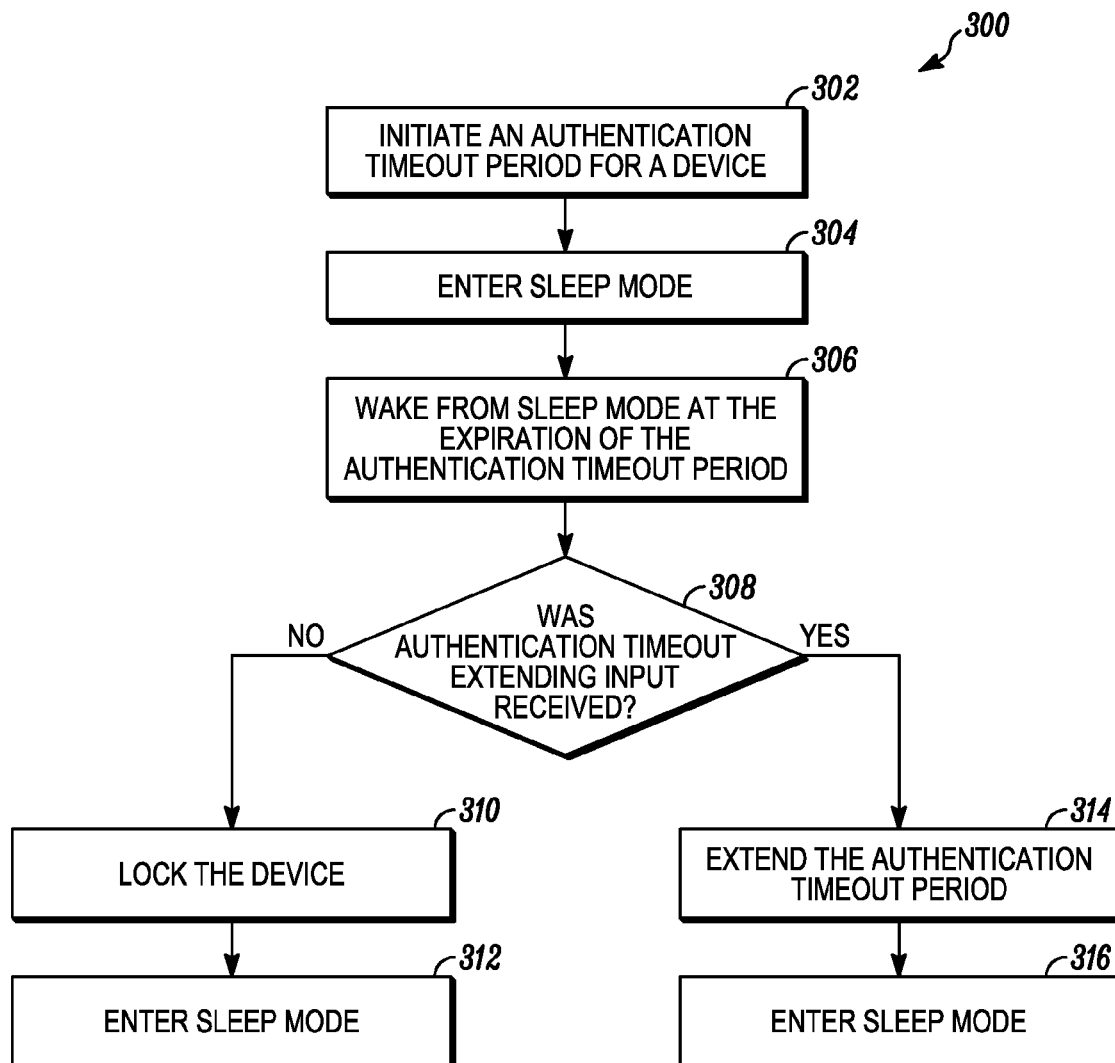 300
302
INITIATE AN AUTHENTICATION
TIMEOUT PERIOD FOR A DEVICE
304
ENTER SLEEP MODE
306
WAKE FROM SLEEP MODE AT THE
EXPIRATION OF THE
AUTHENTICATION TIMEOUT PERIOD
308
WAS
AUTHENTICATION TIMEOUT
EXTENDING INPUT
RECEIVED?
NO
YES
310
LOCK THE DEVICE
314
EXTEND THE AUTHENTICATION
TIMEOUT PERIOD
312
ENTER SLEEP MODE
316
ENTER SLEEP MODE